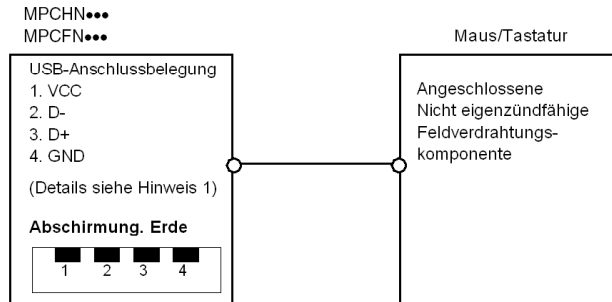 MPCHN•••
MPCFN•••
Maus/Tastatur
USB-Anschlussbelegung
1. VCC
2. D-
3. D+
4. GND
(Details siehe Hinweis 1)
Abschirmung. Erde
1 2 3 4
Angeschlossene
Nicht eigenzündfähige
Feldverdrahtungs-
komponente